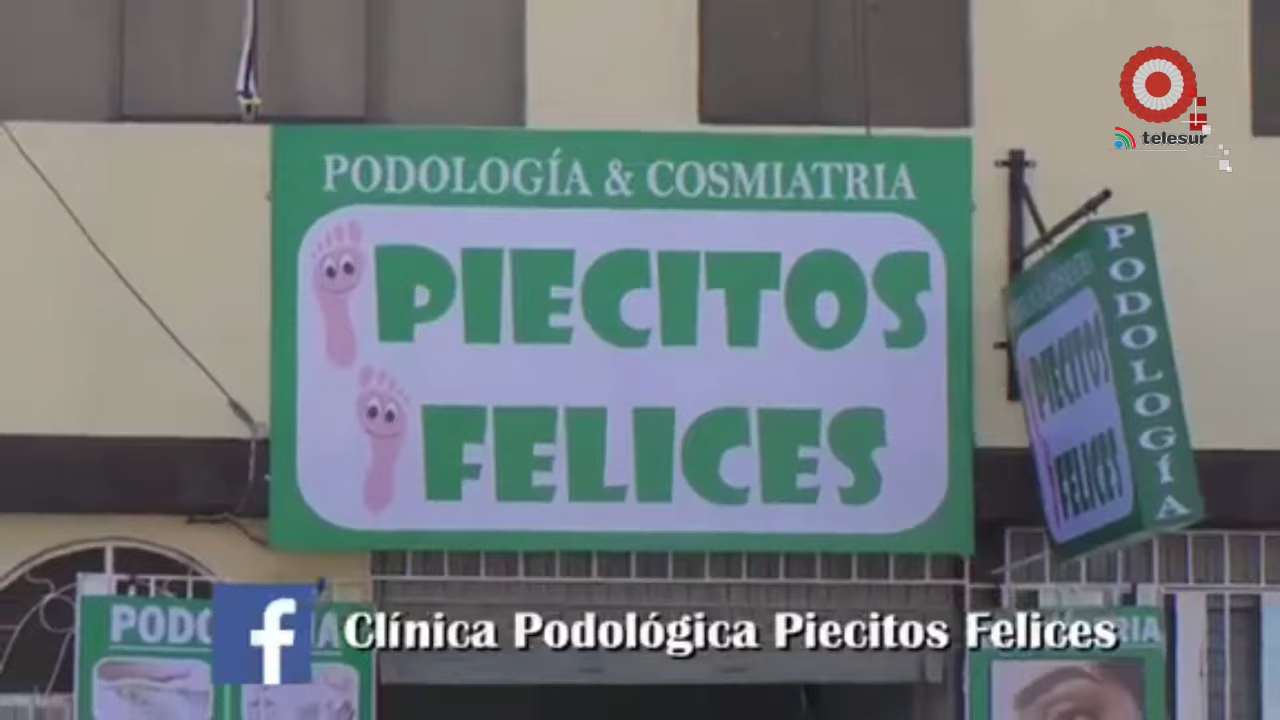 telesur
PODOLOGÍA & COSMIATRIA
PIECITOS
FELICES
PODOLOGÍA
PIECITOS
FELICES
Clínica Podológica Piecitos Felices